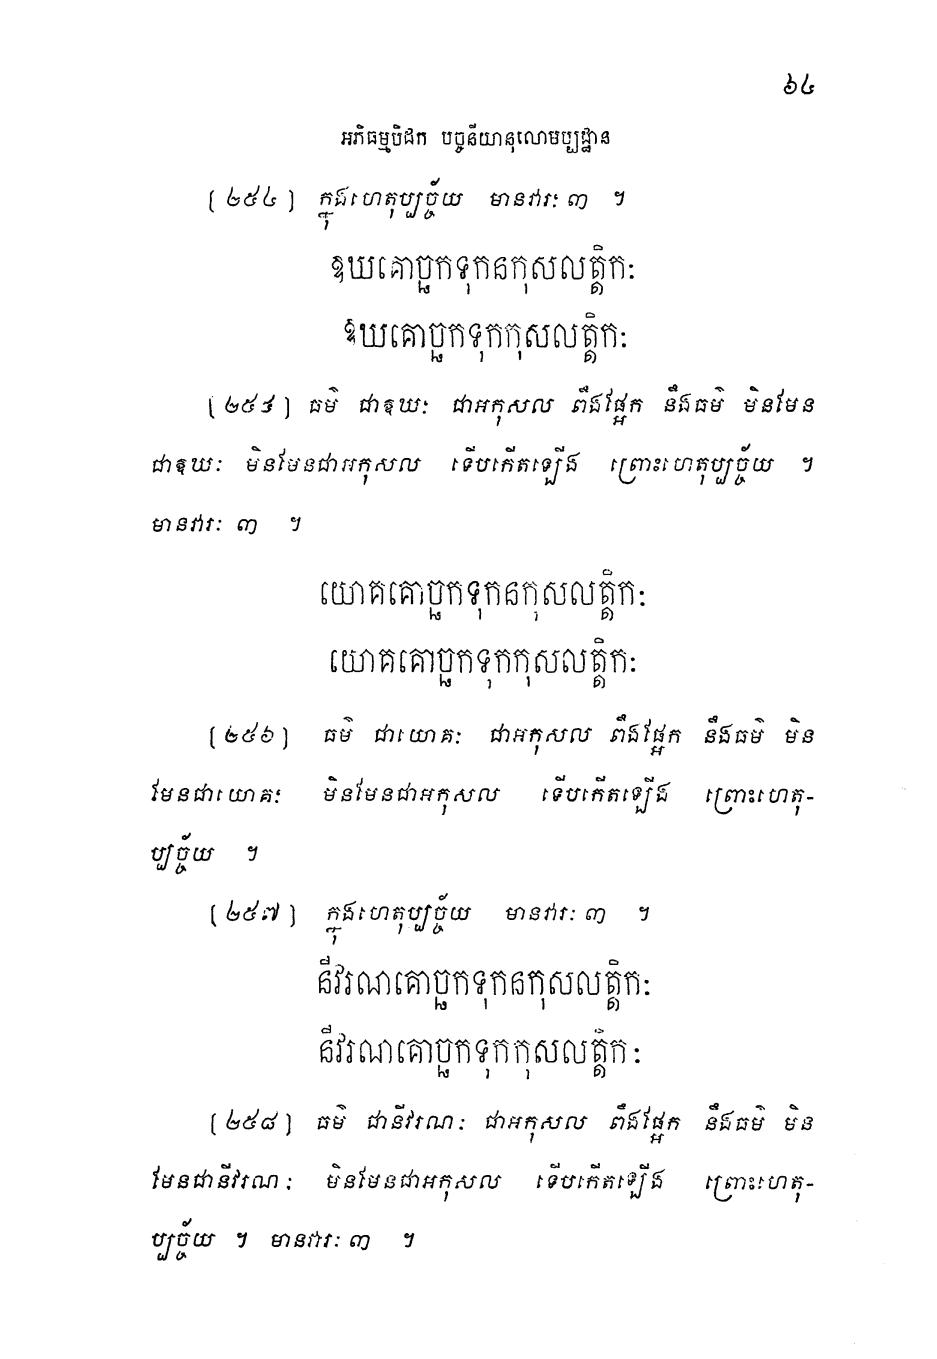 ៦៤
អភិធម្មបិដក បច្ចនីយានុលោមប្បដ្ឋាន
[២៥៤] ក្នុងហេតុប្បច្ច័យ មានវារៈ ៣ ។
ឱឃគោច្ឆកទុកនកុសលត្តិកៈ
ឱឃគោច្ឆកទុកកុសលត្តិកៈ
[២៥៥] ធម៌ ជាឱឃៈ ជាអកុសល ពឹងផ្អែក នឹងធម៌ មិនមែន
ជាឱឃៈ មិនមែនជាអកុសល ទើបកើតឡើង ព្រោះហេតុប្បច្ច័យ ។
មានវារៈ ៣ ។
យោគគោច្ឆកទុកនកុសលត្តិកៈ
យោគគោច្ឆកទុកកុសលត្តិកៈ
[២៥៦] ធម៌ ជាយោគៈ ជាអកុសល ពឹងផ្អែក នឹងធម៌ មិន
មែនជាយោគៈ មិនមែនជាអកុសល ទើបកើតឡើង ព្រោះហេតុ-
ប្បច្ច័យ ។
[២៥៧] ក្នុងហេតុប្បច្ច័យ មានវារៈ ៣ ។
នីវរណគោច្ឆកទុកនកុសលត្តិកៈ
នីវរណគោច្ឆកទុកកុសលត្តិកៈ
[២៥៨] ធម៌ ជានីវរណៈ ជាអកុសល ពឹងផ្អែក នឹងធម៌ មិន
មែនជានីវរណៈ មិនមែនជាអកុសល ទើបកើតឡើង ព្រោះហេតុ-
ប្បច្ច័យ ។ មានវារៈ ៣ ។